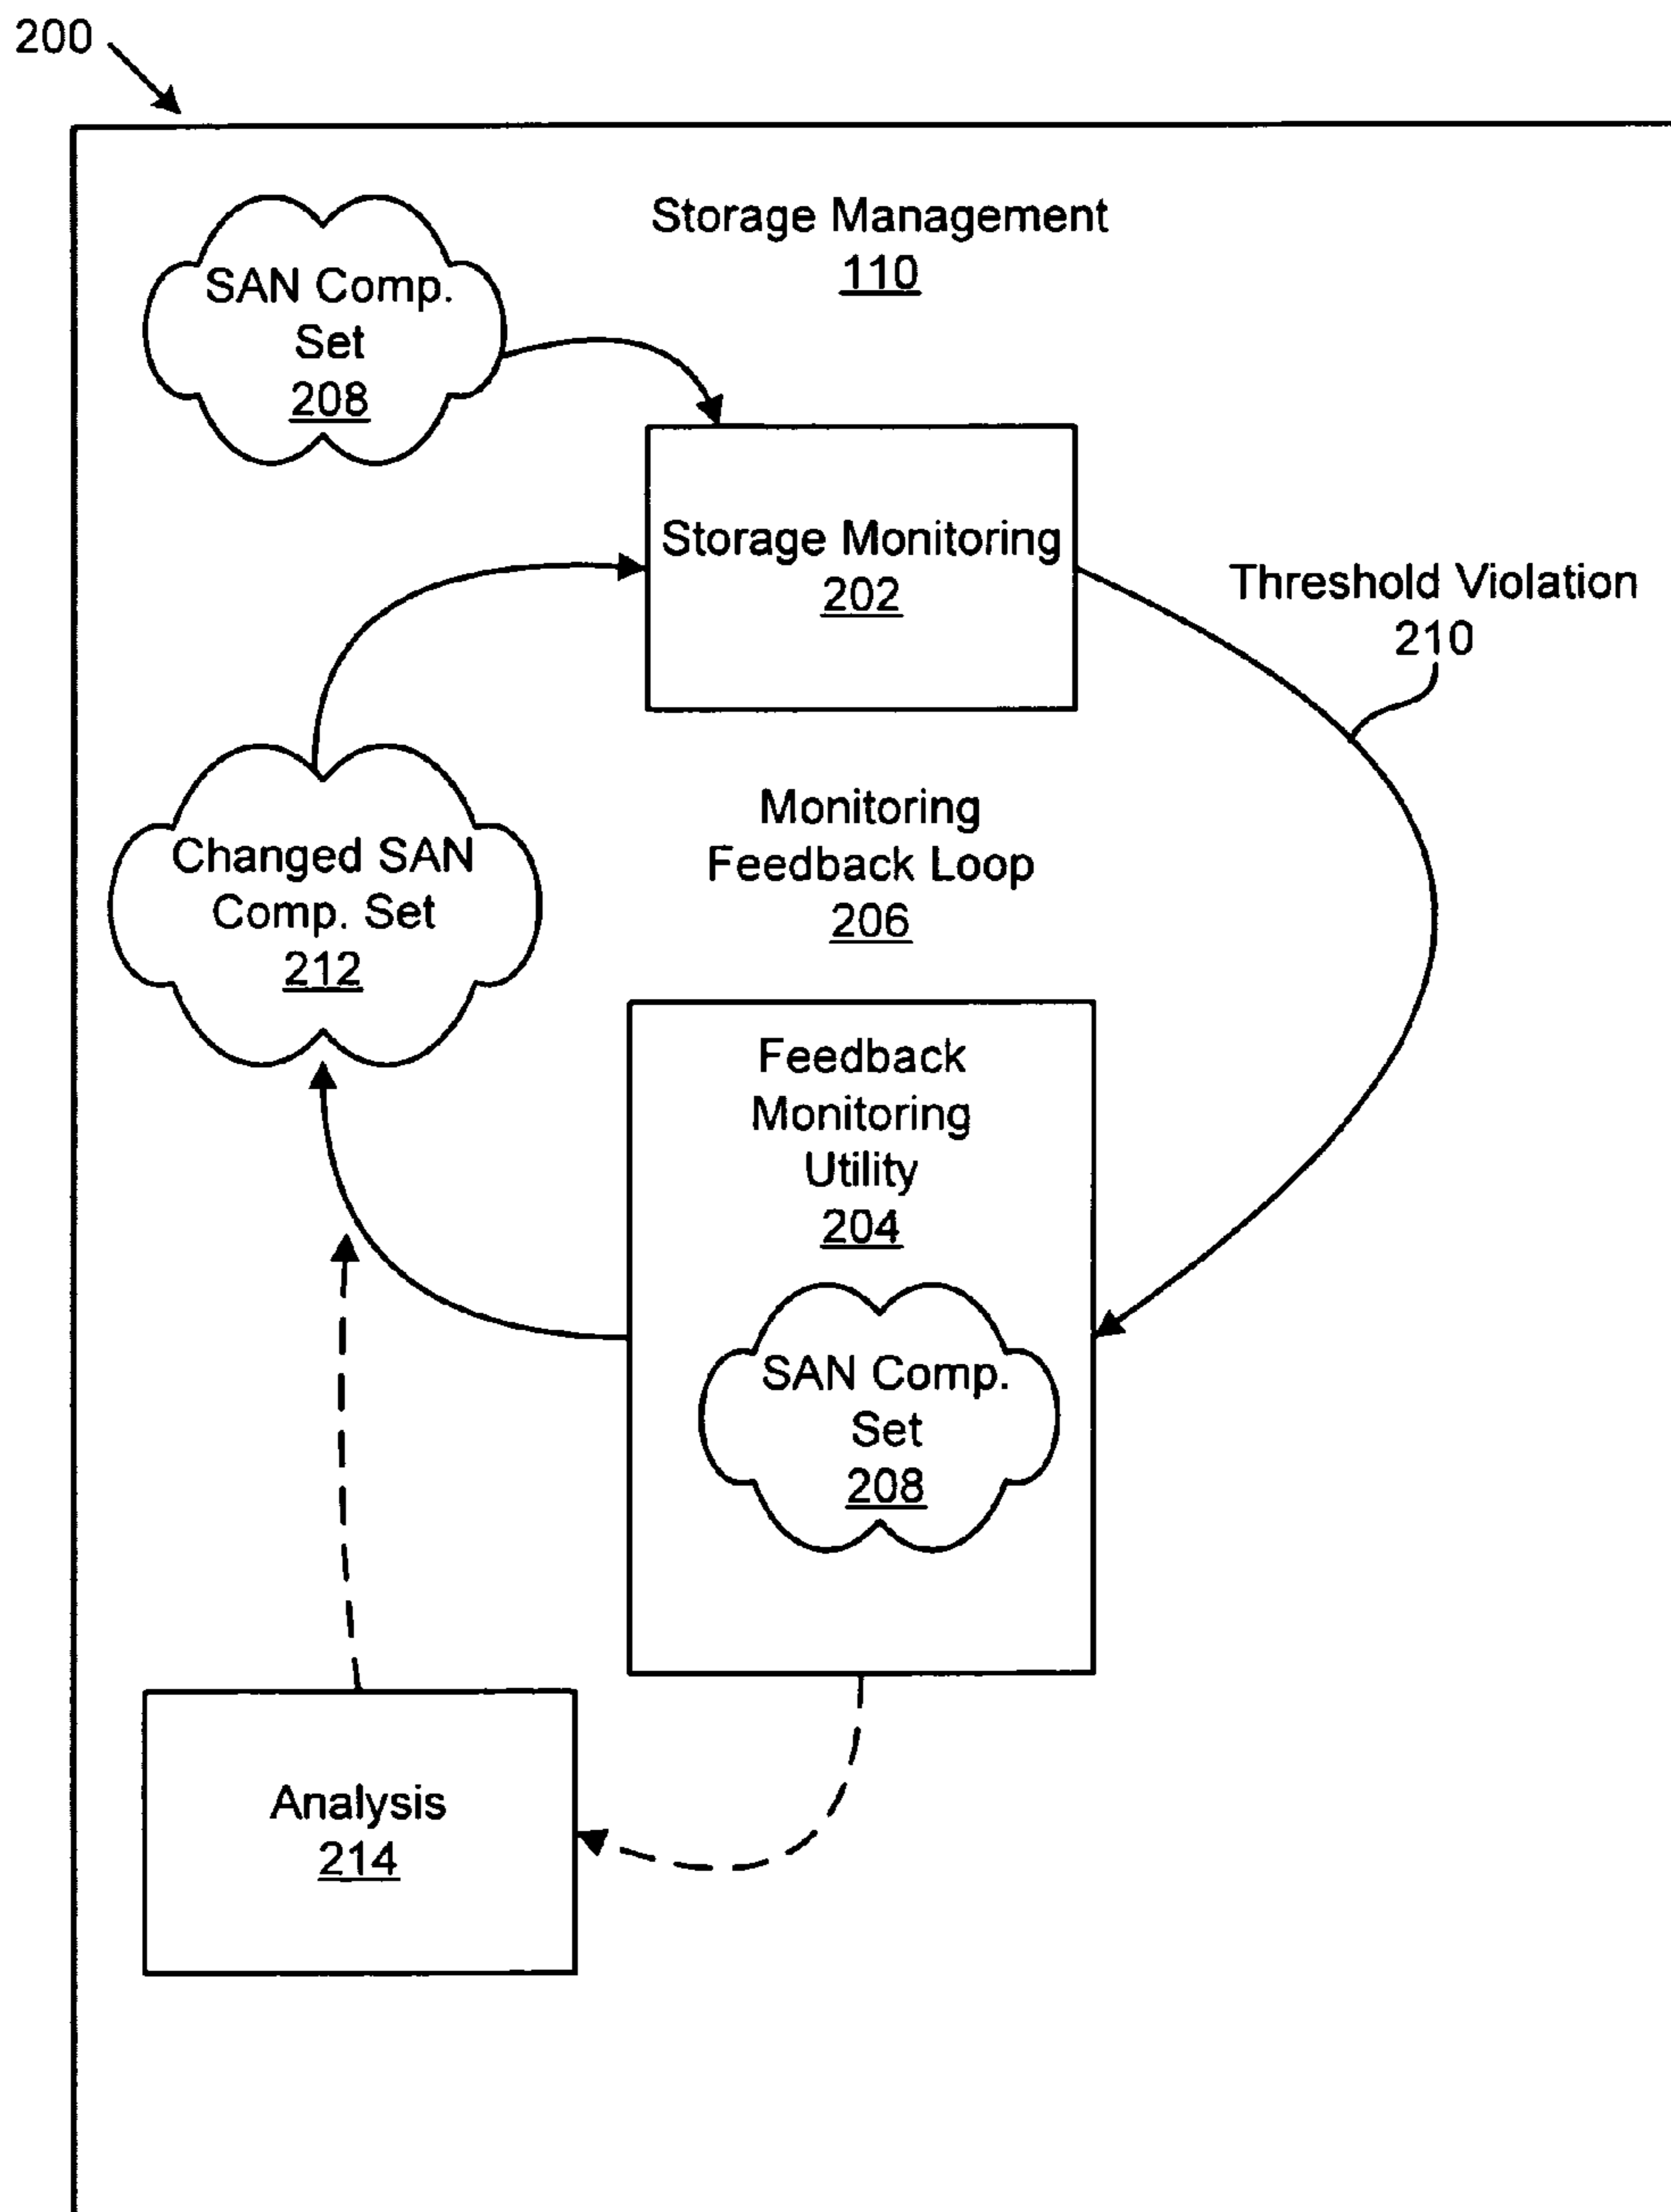 200
Storage Management
110
SAN Comp.
Set
208
Storage Monitoring
202
Threshold Violation
210
Monitoring
Feedback Loop
206
Changed SAN
Comp. Set
212
Feedback
Monitoring
Utility
204
SAN Comp.
Set
208
Analysis
214